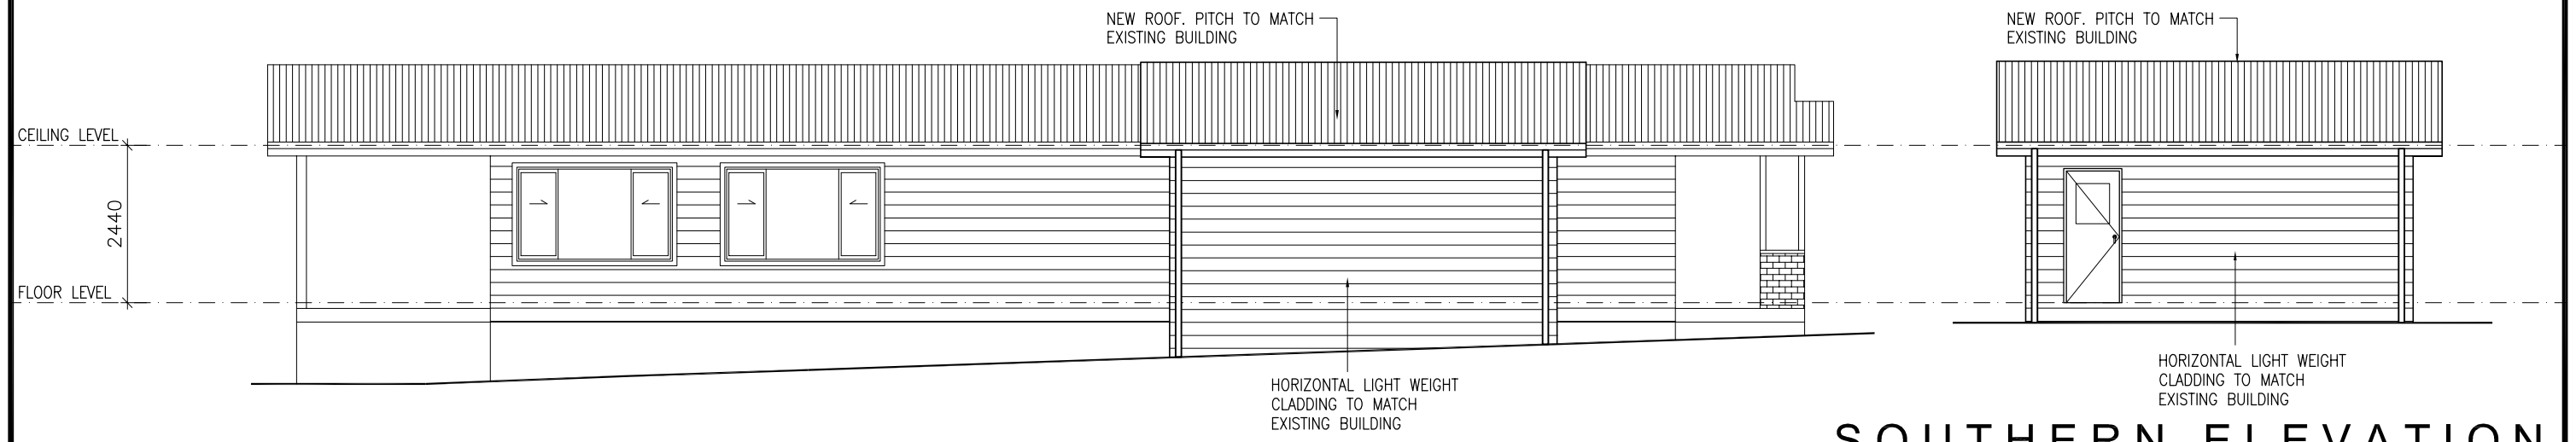 NEW ROOF. PITCH TO MATCH
EXISTING BUILDING
NEW ROOF. PITCH TO MATCH
EXISTING BUILDING
CEILING LEVEL
2440
FLOOR LEVEL
HORIZONTAL LIGHT WEIGHT
CLADDING TO MATCH
EXISTING BUILDING
HORIZONTAL LIGHT WEIGHT
CLADDING TO MATCH
EXISTING BUILDING
SOUTHERN ELEVATION